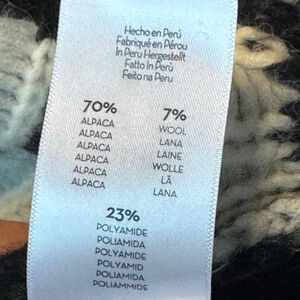 Hecho en Perú
Fabriqué en Pérou
In Peru Hergestellt
Fatto In Perù
Feito na Peru
70%
ALPACA
ALPACA
ALPACA
ALPACA
ALPACA
ALPACA
7%
WOOL
LANA
LAINE
WOLLE
LÃ
LANA
23%
POLYAMIDE
POLIAMIDA
POLYAMIDE
POLYAMID
POLIAMIDA
POLIAMMIDE